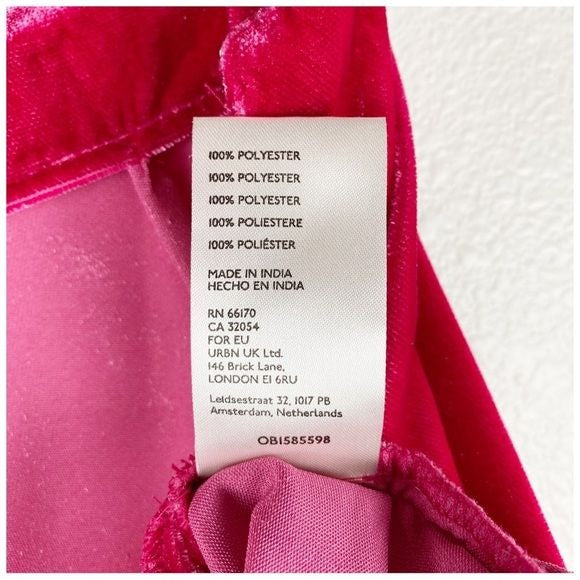 100% POLYESTER
100% POLYESTER
100% POLYESTER
100% POLIESTERE
100% POLIÉSTER
MADE IN INDIA
HECHO EN INDIA
RN 66170
CA 32054
FOR EU
URBN UK Ltd.
146 Brick Lane,
LONDON E1 6RU
Leidsestraat 32, 1017 PB
Amsterdam, Netherlands
OB1585598